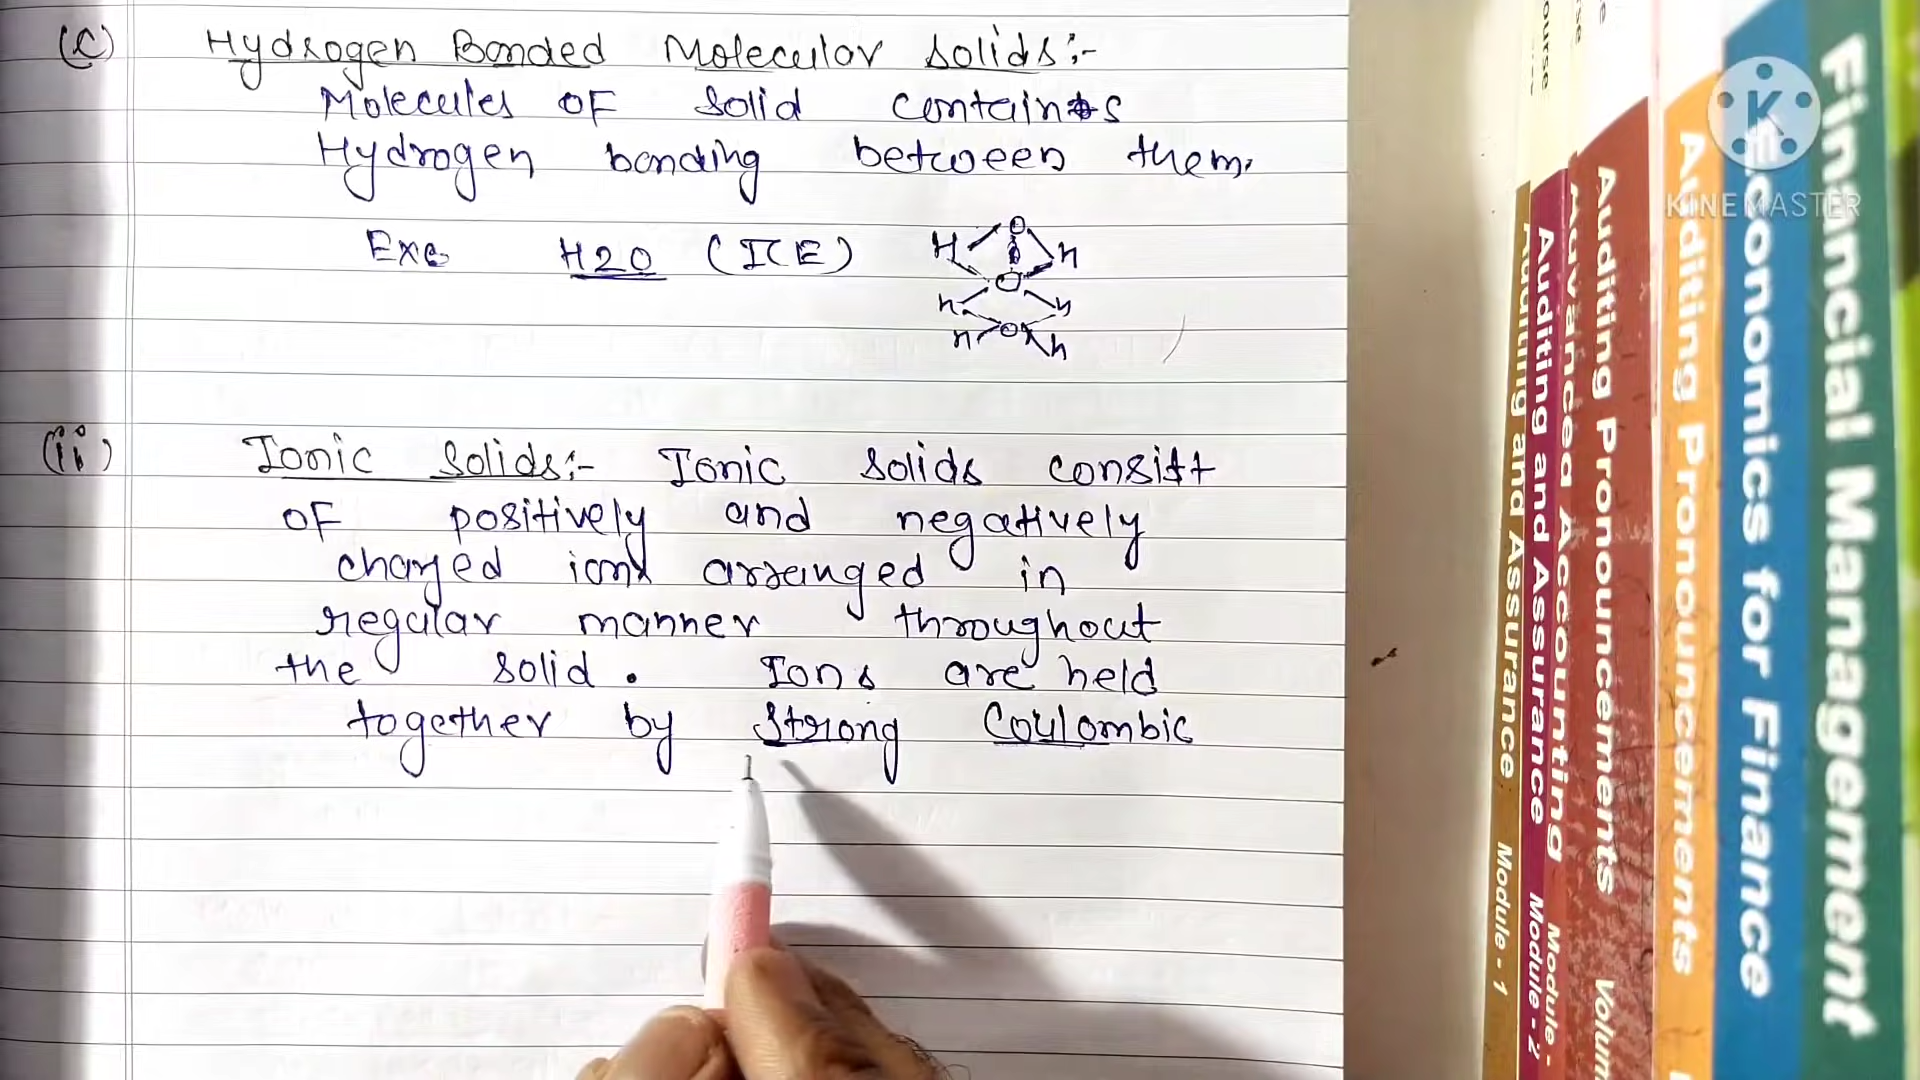 (C) Hydrogen Bonded Molecular Solids:-
Molecules OF Solid contains
Hydrogen bonding between them.
Exe H2O (ICE)
H O H
O
H H
H O H
(ii) Ionic Solids:- Ionic Solids consist
OF positively and negatively
charged ions arranged in
regular manner throughout
the solid. Ions are held
together by Strong Coulombic
KINEMASTER
Financial Management
Economics for Finance
Auditing Pronouncements
Auditing Pronouncements
Advanced Accounting Module -
Auditing and Assurance Module - 2
Auditing and Assurance Module - 1